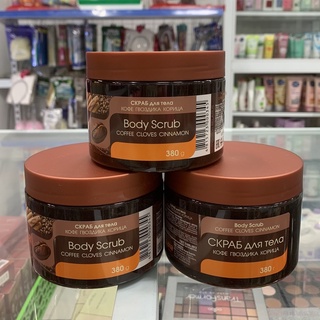 СКРАБ для тела
КОФЕ ГВОЗДИКА КОРИЦА
Body Scrub
COFFEE CLOVES CINNAMON
380 g
СКРАБ для тела
КОФЕ ГВОЗДИКА КОРИЦА
Body Scrub
COFFEE CLOVES CINNAMON
380 g
Body Scrub
COFFEE CLOVES CINNAMON
СКРАБ для тела
КОФЕ ГВОЗДИКА КОРИЦА
380 г